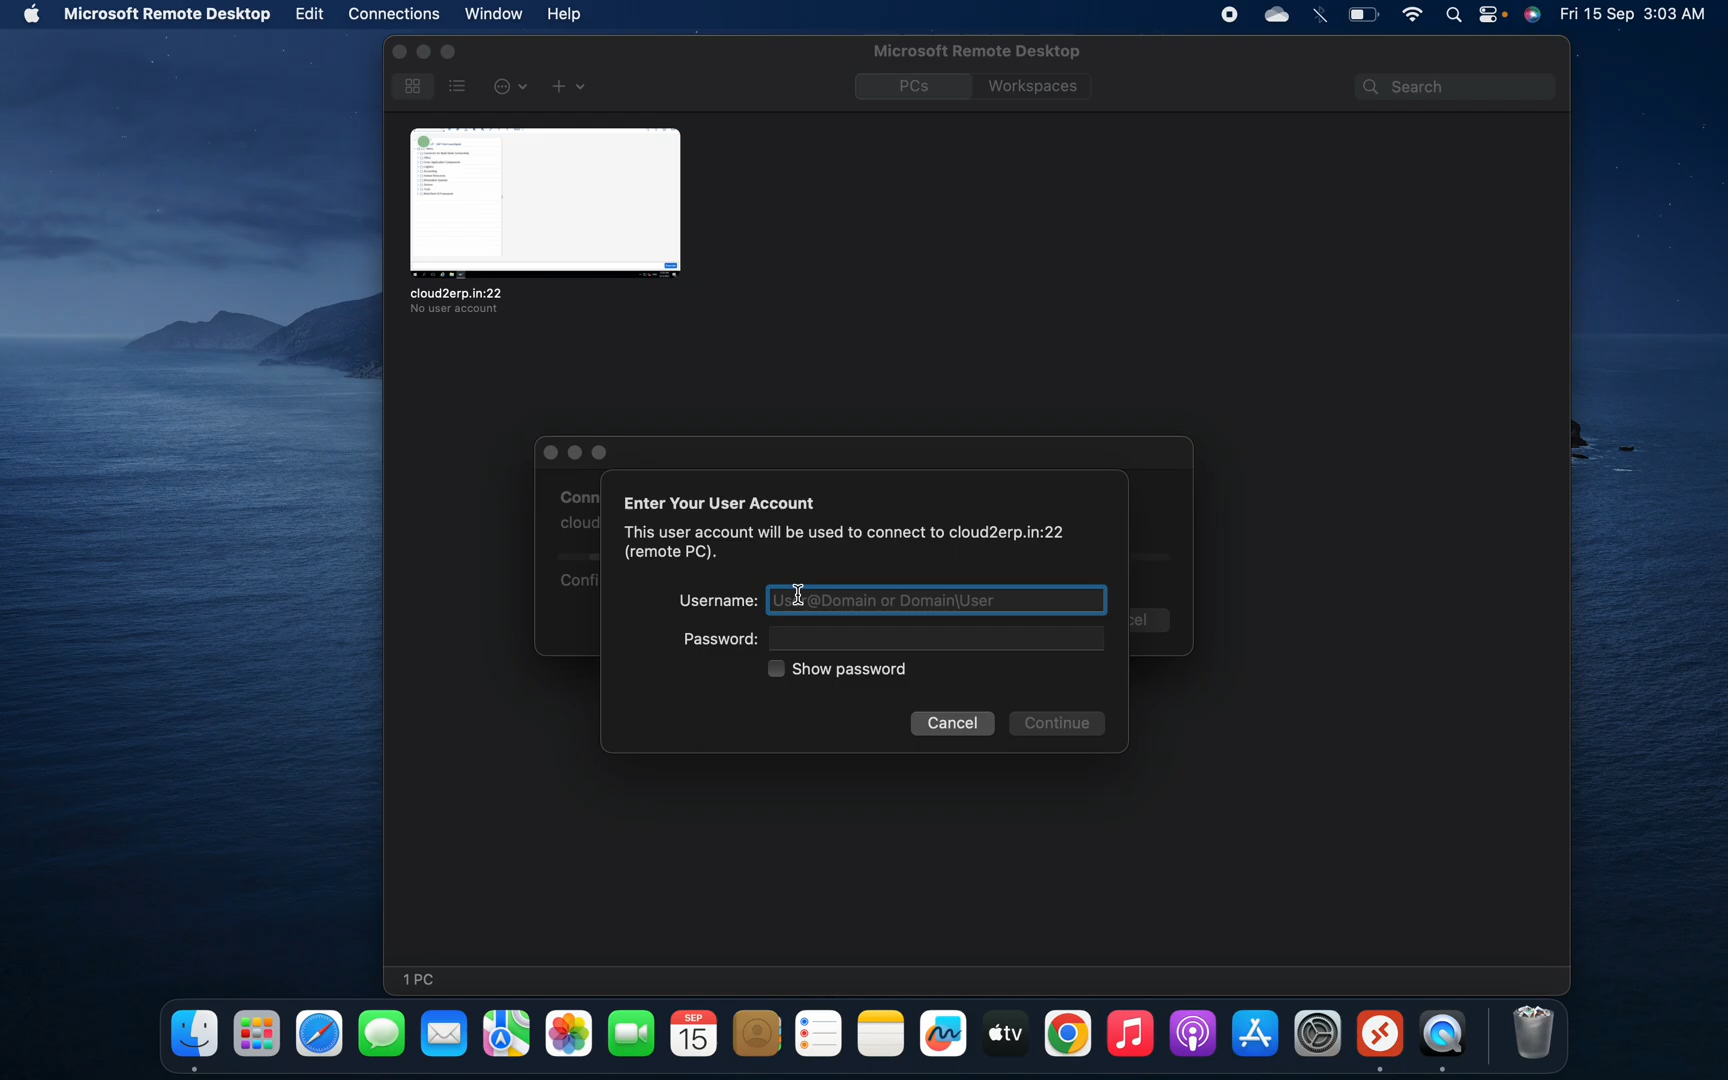 Microsoft Remote Desktop Edit Connections Window Help Fri 15 Sep 3:03 AM
Microsoft Remote Desktop
PCs Workspaces Search
cloud2erp.in:22
No user account
Conn
cloud
Confi
cel
Enter Your User Account
This user account will be used to connect to cloud2erp.in:22
(remote PC).
Username: User@Domain or Domain\User
Password:
Show password
Cancel Continue
1 PC
SEP
15
tv